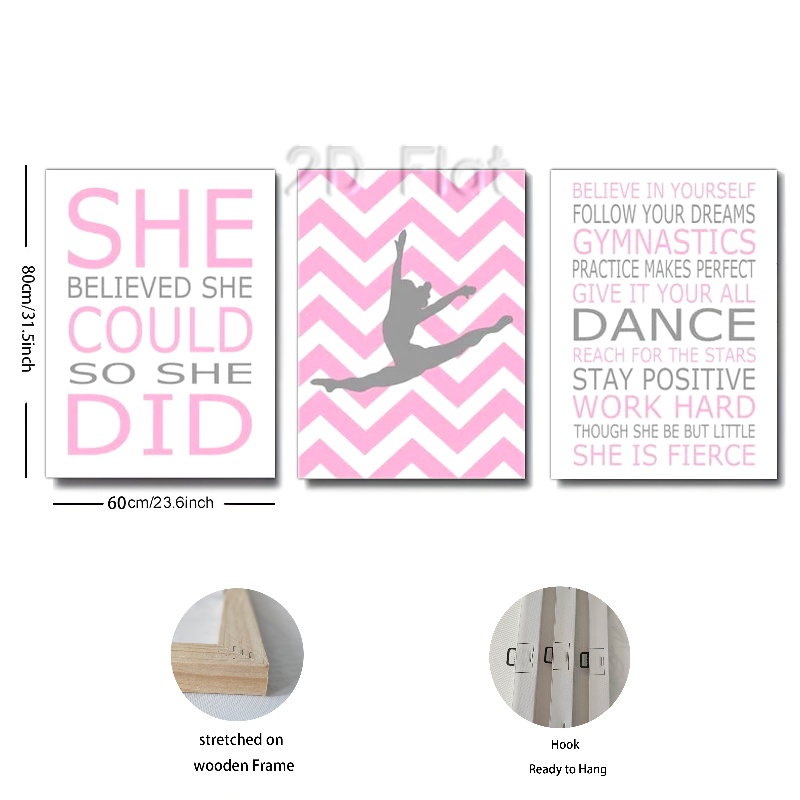 2D Flat
SHE
BELIEVED SHE
COULD
SO SHE
DID
BELIEVE IN YOURSELF
FOLLOW YOUR DREAMS
GYMNASTICS
PRACTICE MAKES PERFECT
GIVE IT YOUR ALL
DANCE
REACH FOR THE STARS
STAY POSITIVE
WORK HARD
THOUGH SHE BE BUT LITTLE
SHE IS FIERCE
80cm/31.5inch
60cm/23.6inch
stretched on
wooden Frame
Hook
Ready to Hang